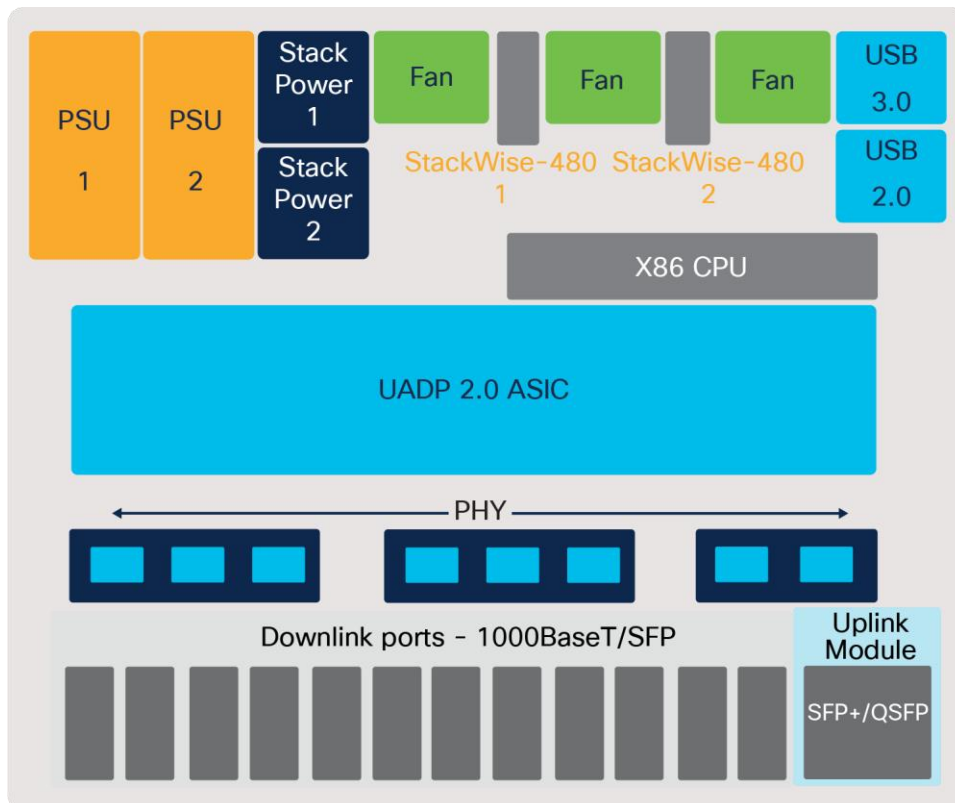 PSU
1
PSU
2
Stack
Power
1
Stack
Power
2
Fan
Fan
Fan
StackWise-480
1
StackWise-480
2
USB
3.0
USB
2.0
X86 CPU
UADP 2.0 ASIC
PHY
Downlink ports - 1000BaseT/SFP
Uplink
Module
SFP+/QSFP